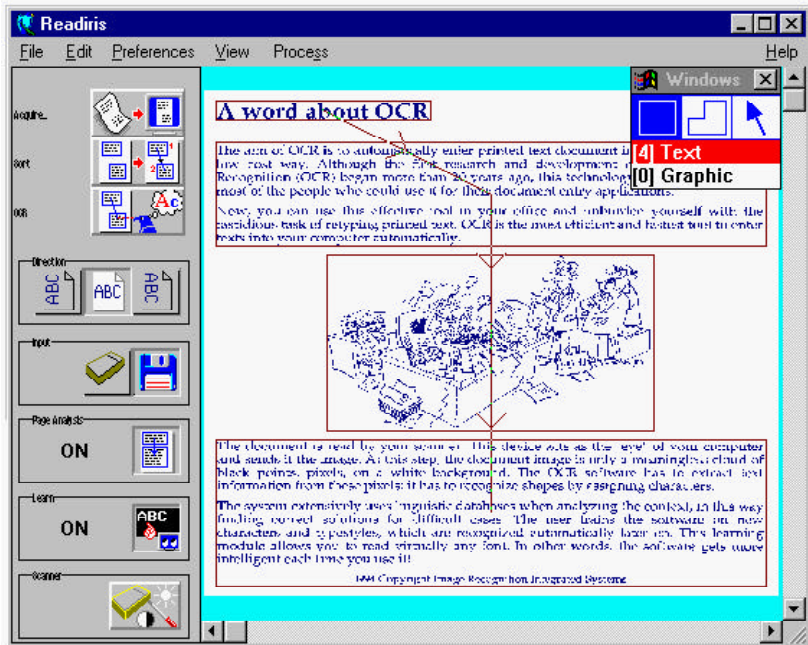 Readiris
File Edit Preferences View Process Help
Windows
[4] Text
[0] Graphic
Acquire...
Sort
OCR
Direction
ABC ABC ABC
Input
Page Analysis
ON
Learn
ON
ABC
Scanner
A word about OCR
The aim of OCR is to automatically enter printed text document in
low cost way. Although the first research and development
Recognition (OCR) began more than 20 years ago, this technolog
most of the people who could use it for their document entry applications.
Now, you can use this effective tool in your office and unburden yourself with the
fastidious task of retyping printed text. OCR is the most efficient and fastest tool to enter
texts into your computer automatically.
The document is read by your scanner. This device acts as the 'eye' of your computer
and sends it the image. At this step, the document image is only a meaningless cloud of
black points, pixels, on a white background. The OCR software has to extract text
information from these pixels: it has to recognize shapes by assigning characters.
The system extensively uses linguistic databases when analyzing the context, in this way
finding correct solutions for difficult cases. The user trains the software on new
characters and typestyles, which are recognized automatically later on. This learning
module allows you to read virtually any font. In other words, the software gets more
intelligent each time you use it!
1994 Copyright Image Recognition Integrated Systems